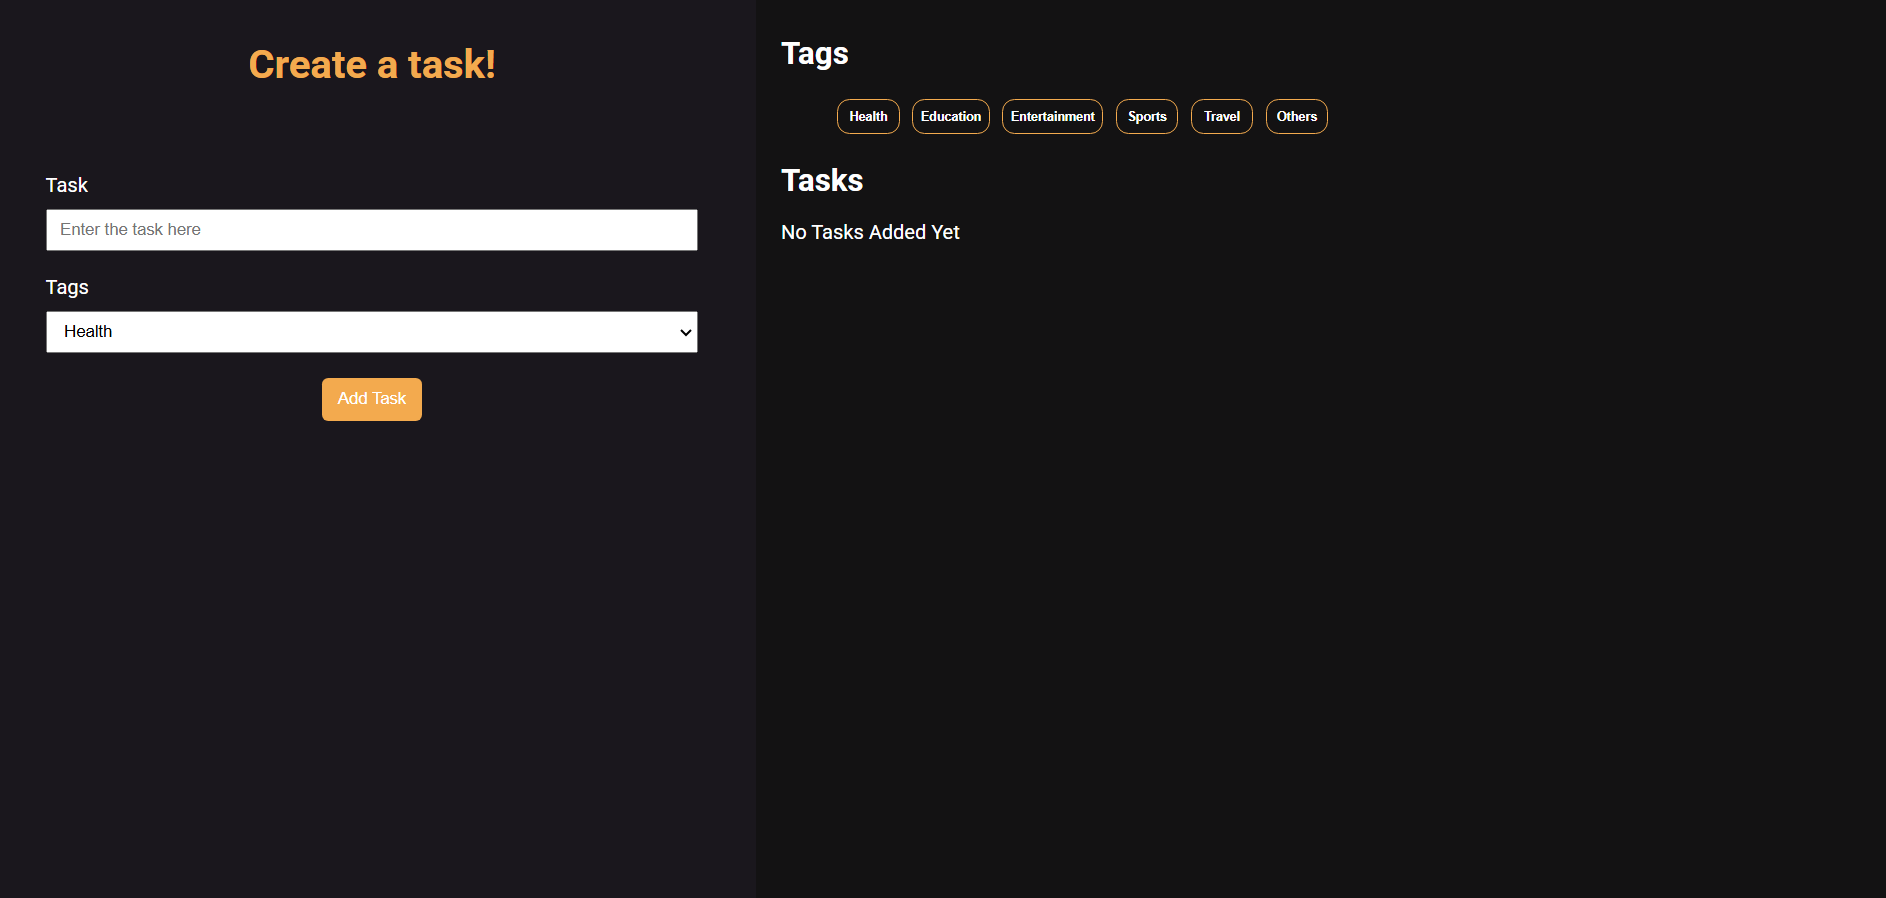 Create a task!
Task
Enter the task here
Tags
Health
Add Task
Tags
Health Education Entertainment Sports Travel Others
Tasks
No Tasks Added Yet